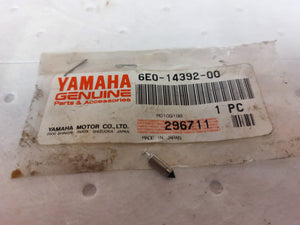 YAMAHA
GENUINE
Parts & Accessories
6E0-14392-00
1 PC
YAMAHA MOTOR CO., LTD.
296711
MADE IN JAPAN